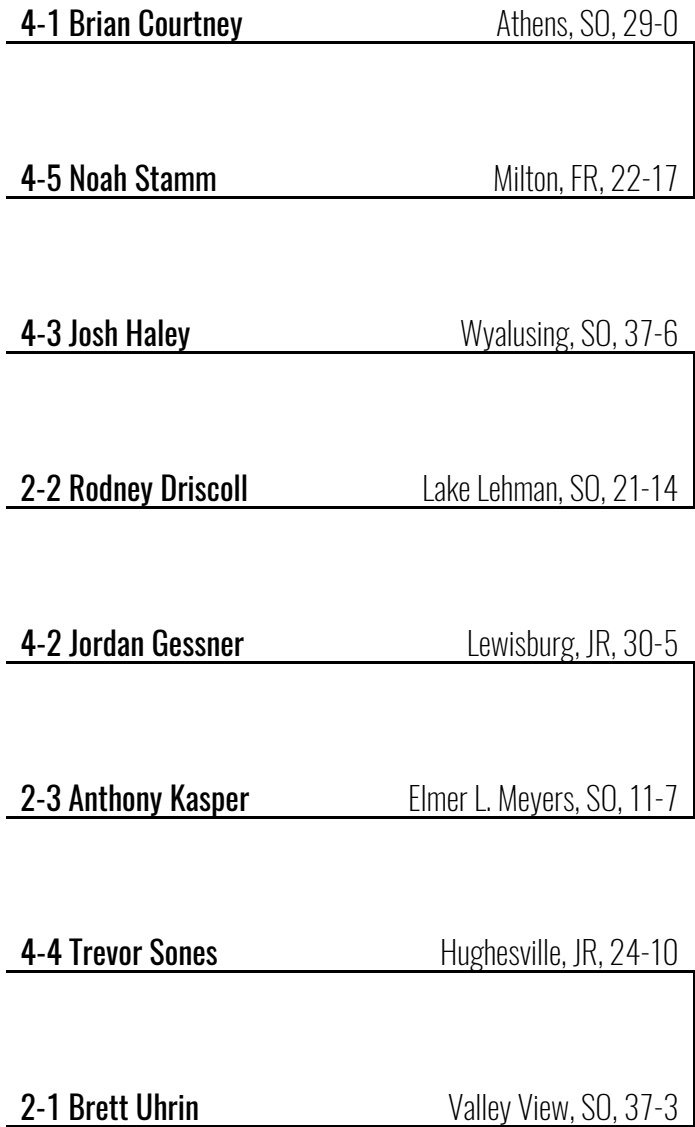 4-1 Brian Courtney Athens, SO, 29-0
4-5 Noah Stamm Milton, FR, 22-17
4-3 Josh Haley Wyalusing, SO, 37-6
2-2 Rodney Driscoll Lake Lehman, SO, 21-14
4-2 Jordan Gessner Lewisburg, JR, 30-5
2-3 Anthony Kasper Elmer L. Meyers, SO, 11-7
4-4 Trevor Sones Hughesville, JR, 24-10
2-1 Brett Uhrin Valley View, SO, 37-3